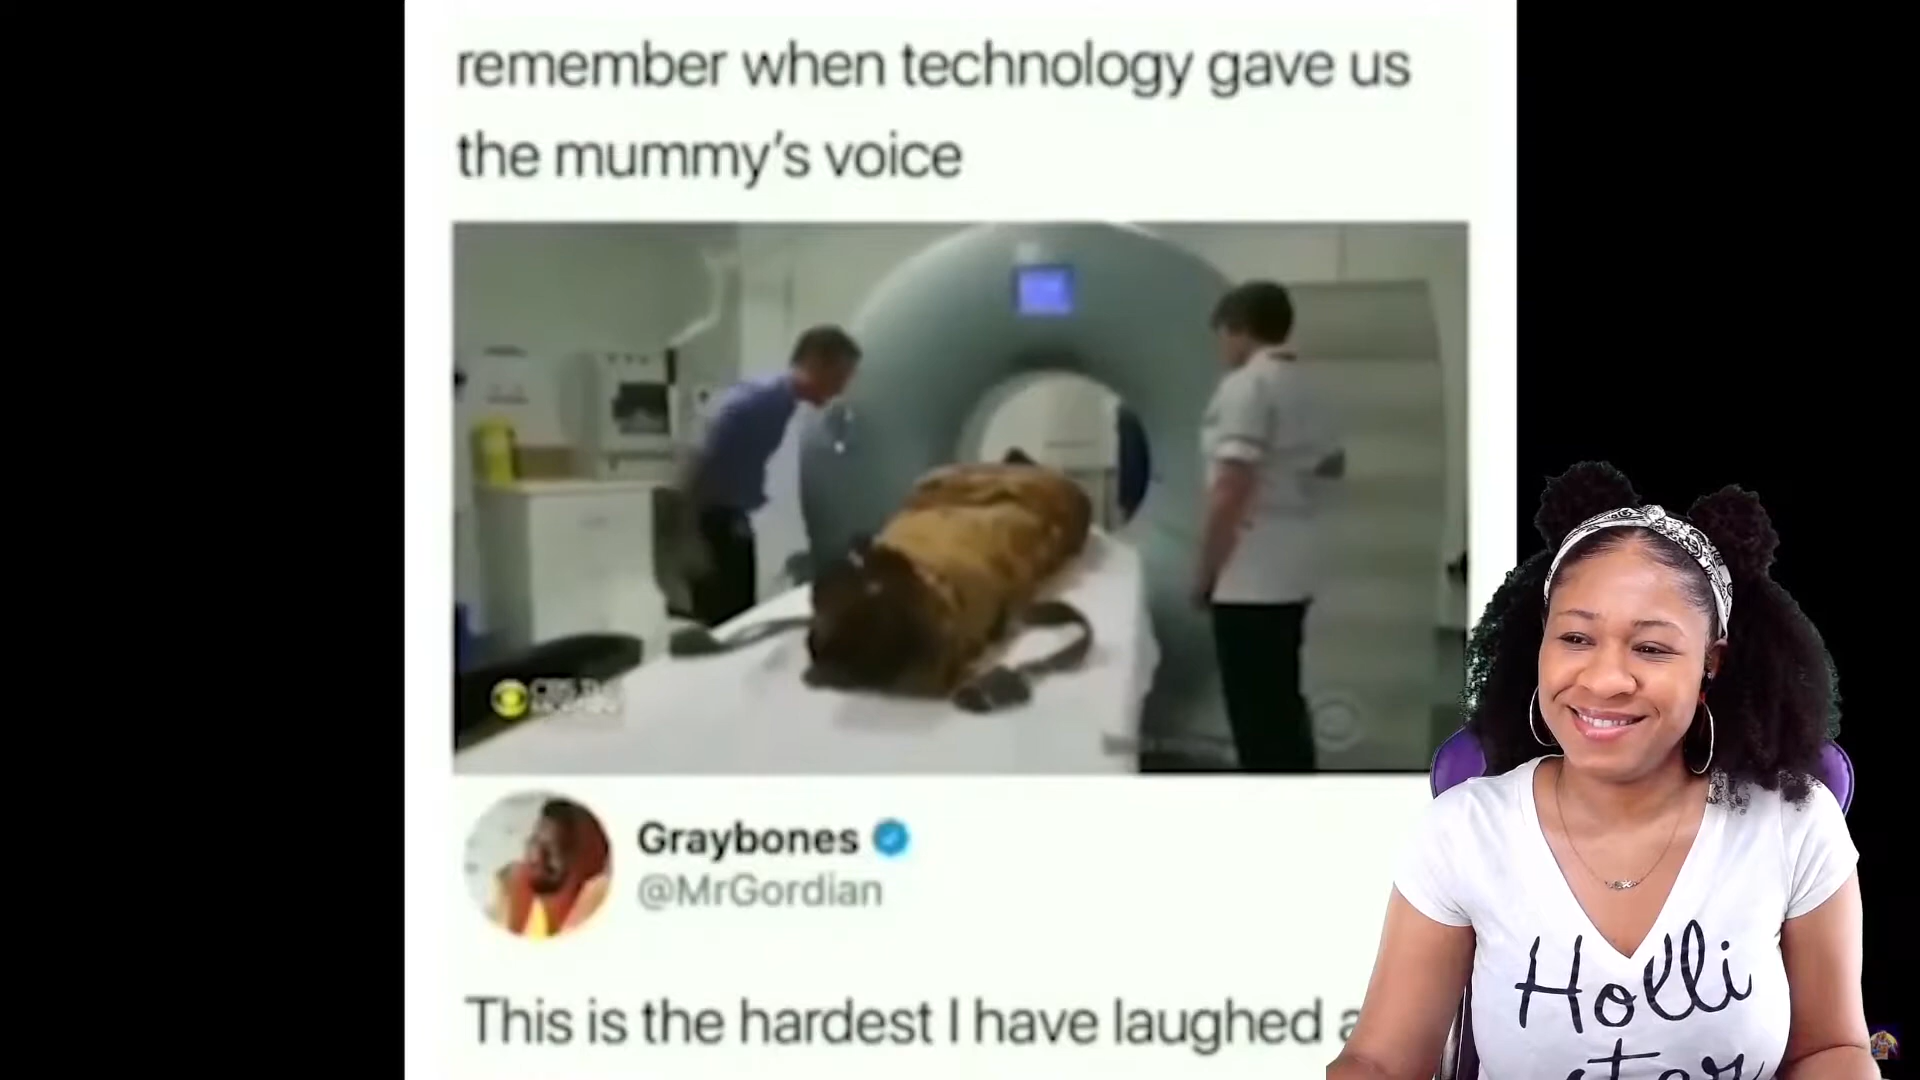 remember when technology gave us
the mummy's voice
Graybones
@MrGordian
This is the hardest I have laughed
Holli